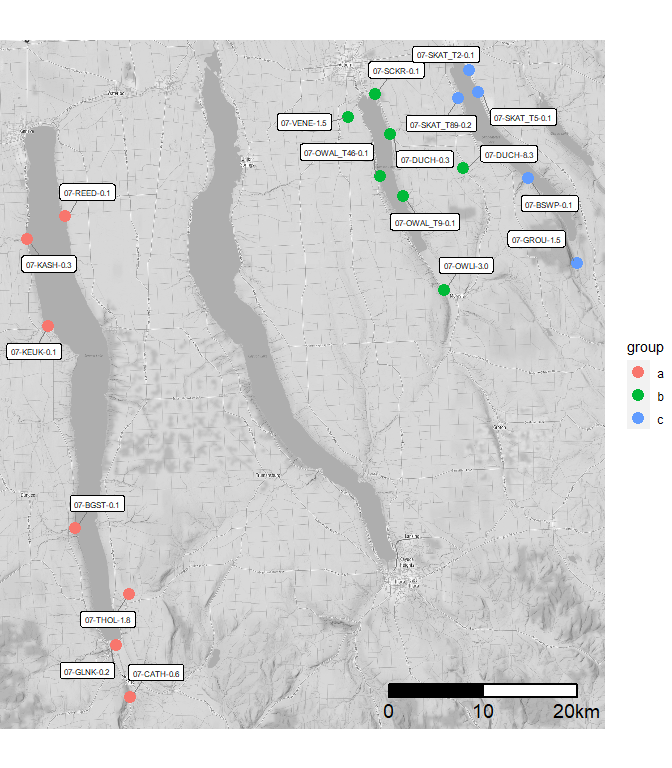 07-SKAT_T2-0.1
07-SCKR-0.1
07-VENE-1.5
07-SKAT_T5-0.1
07-SKAT_T89-0.2
07-OWAL_T46-0.1
07-DUCH-0.3
07-DUCH-8.3
07-REED-0.1
07-BSWP-0.1
07-OWAL_T9-0.1
07-GROU-1.5
07-KASH-0.3
07-OWLI-3.0
group
07-KEUK-0.1
a
b
c
07-BGST-0.1
07-THOL-1.8
07-GLNK-0.2
07-CATH-0.6
0 10 20km